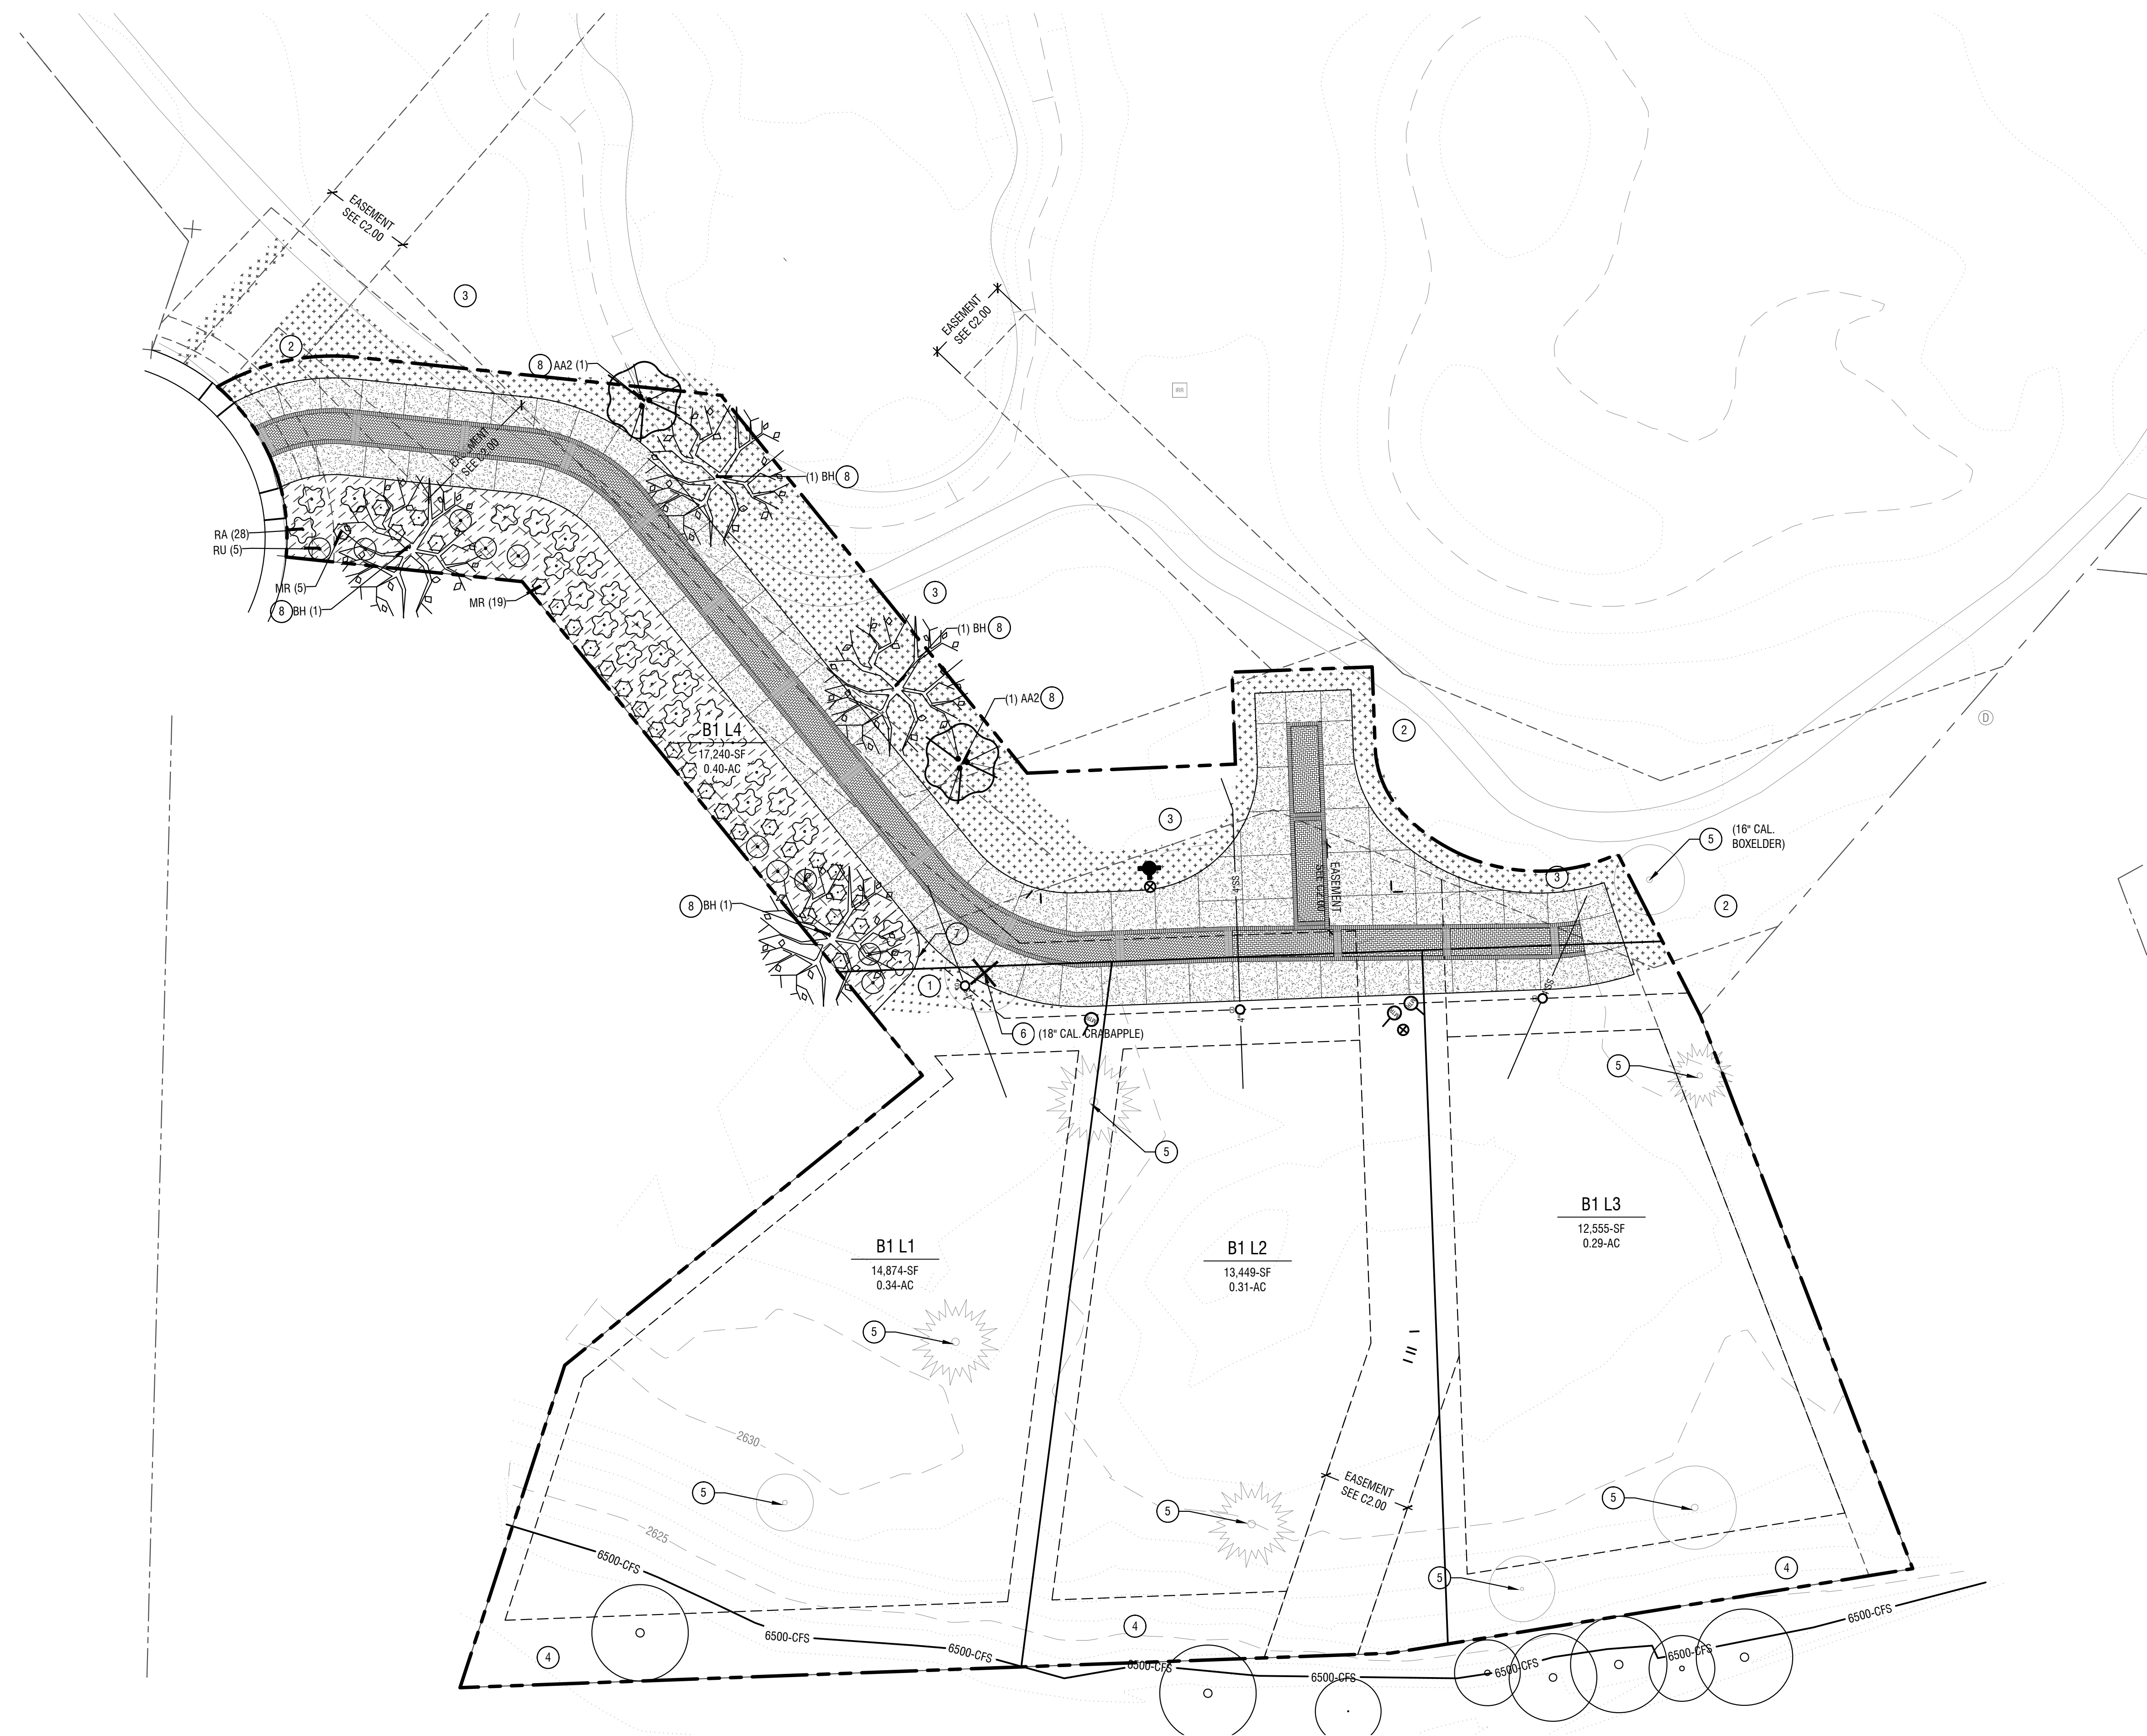 EASEMENT
SEE C2.00
3
EASEMENT
SEE C2.00
IRR
2
8 AA2 (1)
EASEMENT
SEE C2.00
(1) BH 8
RA (28)
RU (5)
MR (5)
8 BH (1)
MR (19)
3
(1) BH 8
(1) AA2 8
D
2
B1 L4
17,240-SF
0.40-AC
3
5 (16" CAL.
BOXELDER)
3
EASEMENT
SEE C2.00
SS
8 BH (1)
2
7
1
SS
6 (18" CAL. CRABAPPLE)
5
5
B1 L3
12,555-SF
0.29-AC
B1 L1
14,874-SF
0.34-AC
B1 L2
13,449-SF
0.31-AC
5
2630
5
5
EASEMENT
SEE C2.00
5
2625
6500-CFS
5
4
6500-CFS
4
6500-CFS
6500-CFS
4
6500-CFS
6500-CFS
6500-CFS
6500-CFS